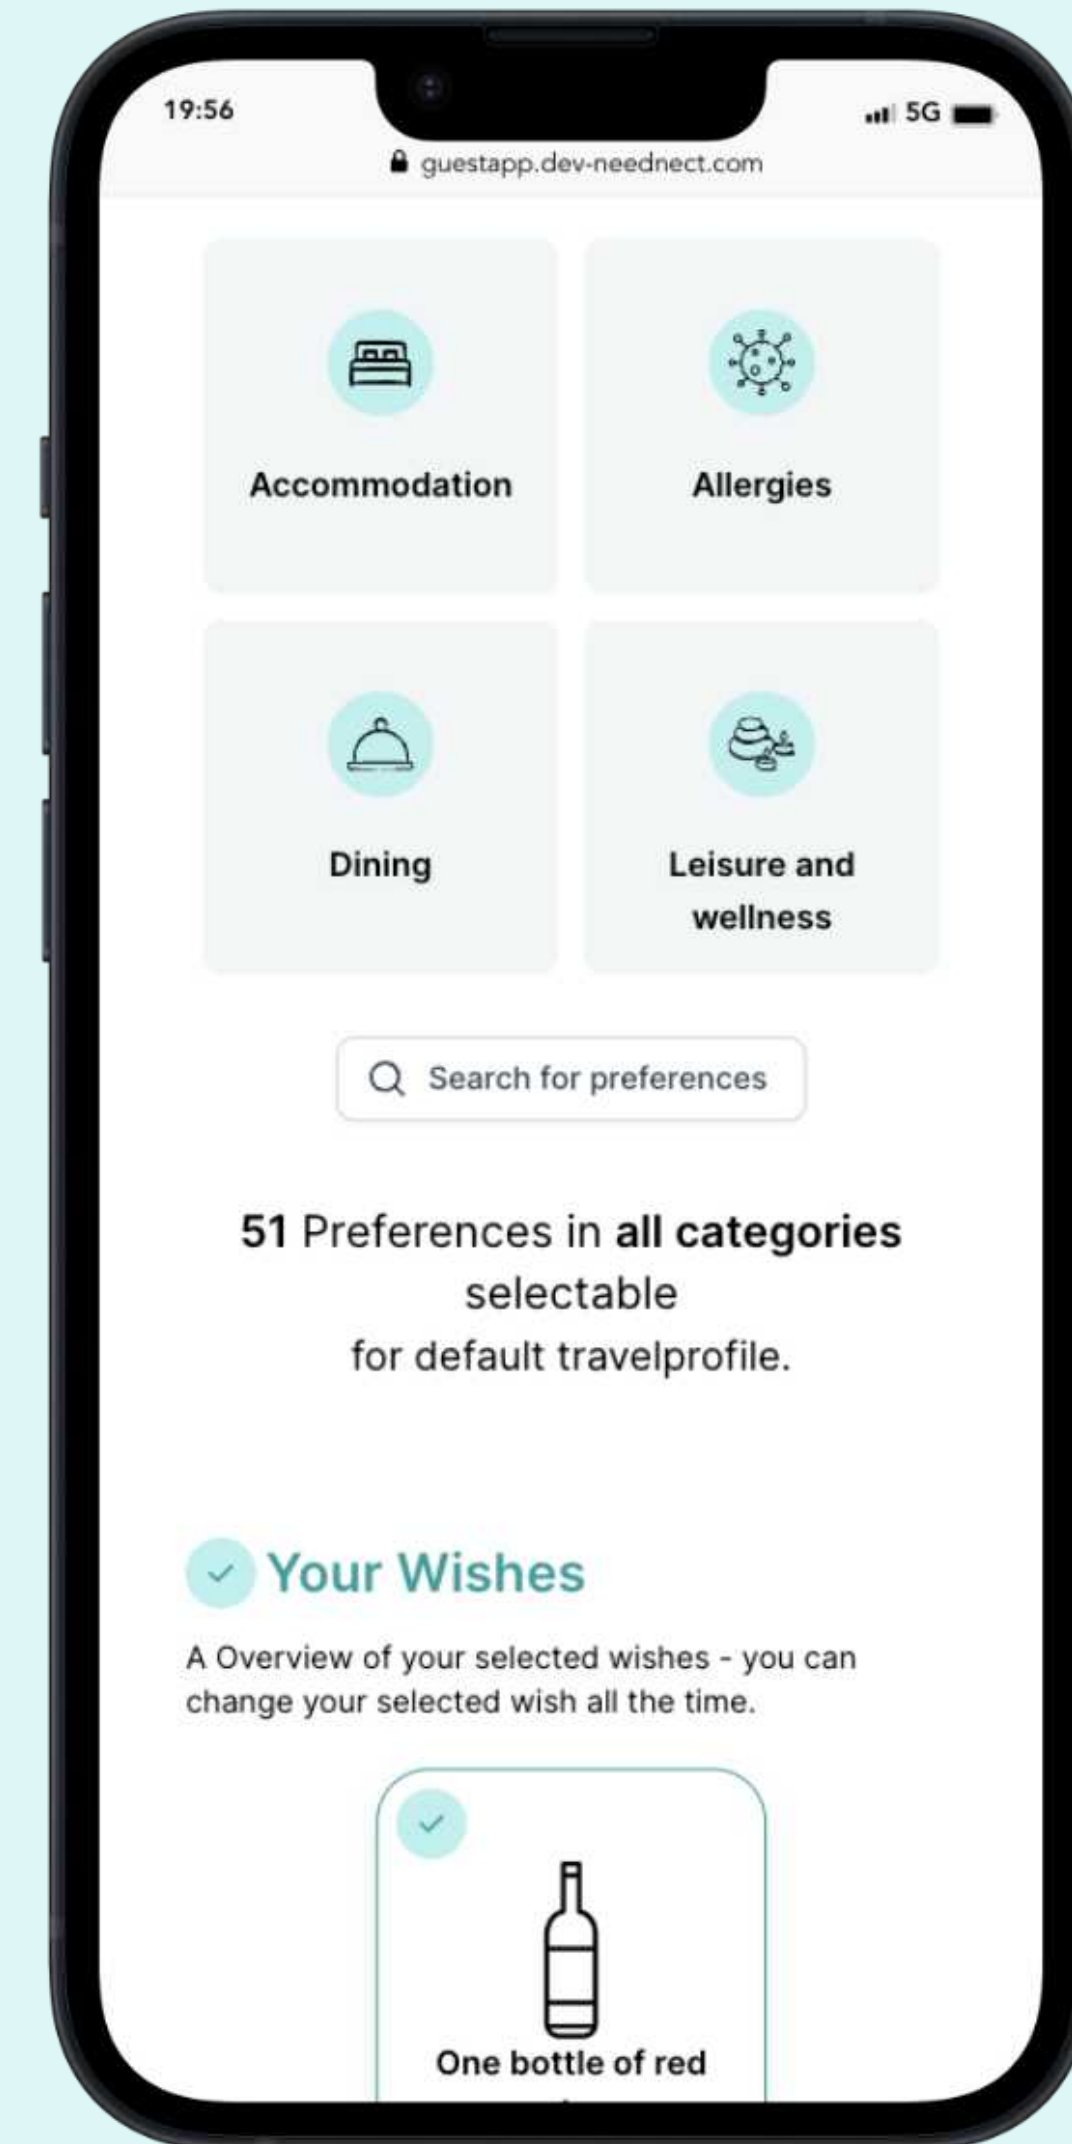 19:56
5G
guestapp.dev-neednect.com
Accommodation
Allergies
Dining
Leisure and
wellness
Search for preferences
51 Preferences in all categories
selectable
for default travelprofile.
Your Wishes
A Overview of your selected wishes - you can
change your selected wish all the time.
One bottle of red